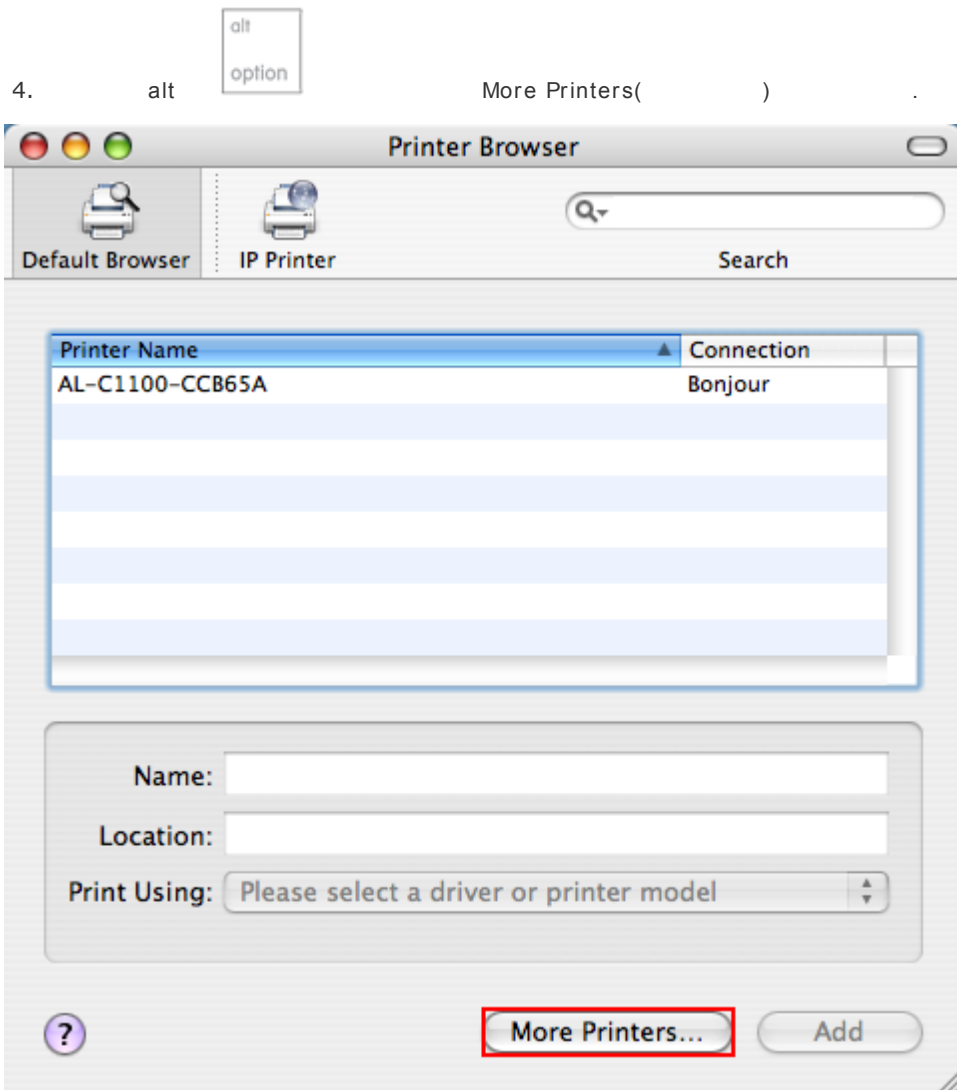 alt
option
4. alt More Printers( ) .
Printer Browser
Default Browser
IP Printer
Search
Printer Name Connection
AL-C1100-CCB65A Bonjour
Name:
Location:
Print Using: Please select a driver or printer model
?
More Printers... Add